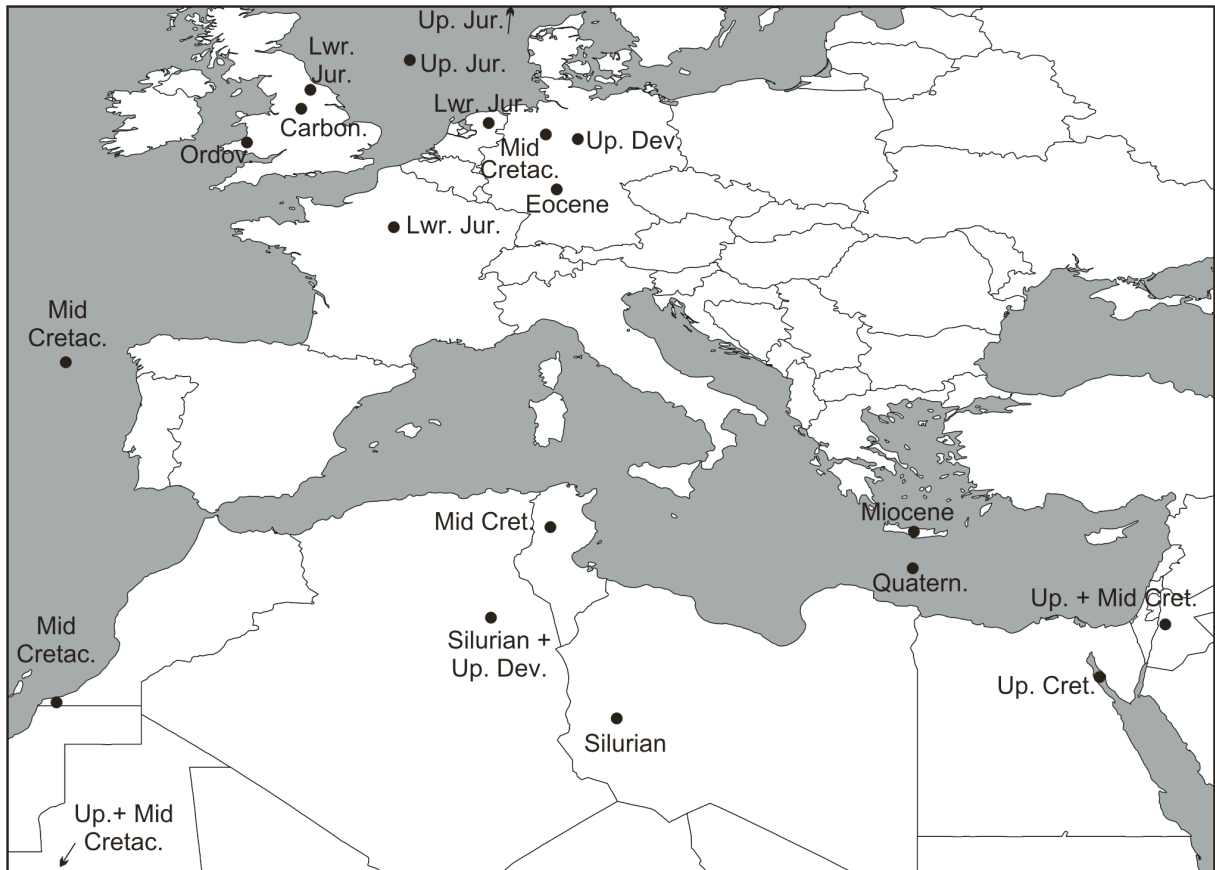 Up. Jur.
Lwr.
Jur.
Up. Jur.
Lwr. Jur.
Carbon.
Ordov.
Mid
Cretac.
Up. Dev.
Eocene
Lwr. Jur.
Mid
Cretac.
Mid Cret.
Miocene
Quatern.
Up. + Mid Cret.
Mid
Cretac.
Silurian +
Up. Dev.
Up. Cret.
Silurian
Up.+ Mid
Cretac.